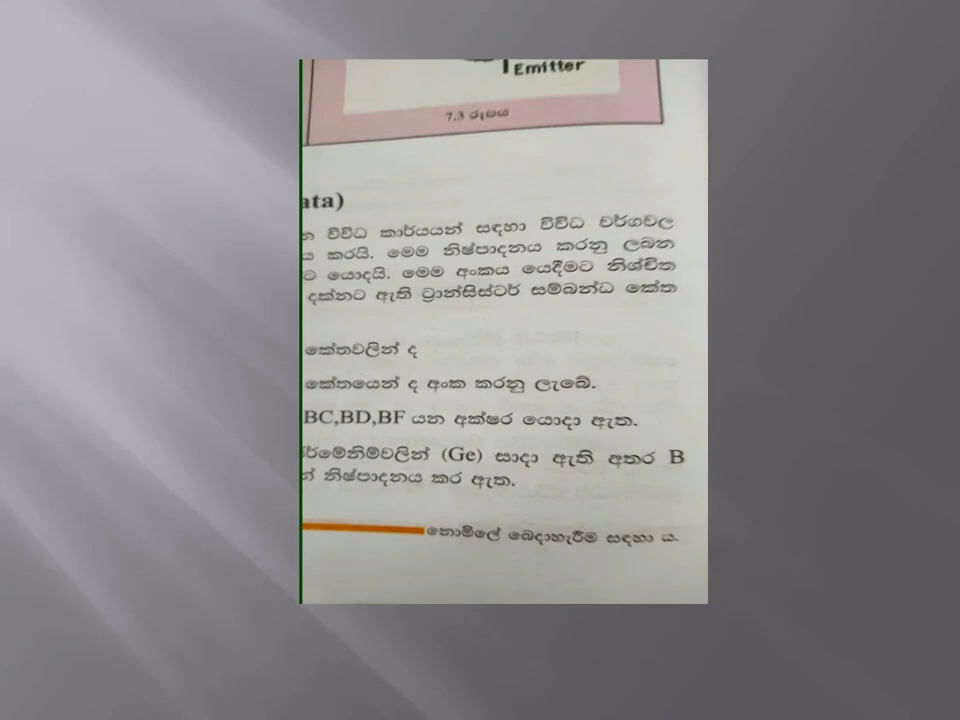 Emitter
7.3 රූපය
ata)
විවිධ කාර්යයන් සඳහා විවිධ වර්ගවල
ය කරයි. මෙම නිෂ්පාදනය කරනු ලබන
ට යොදයි. මෙම අංකය යෙදීමට නිශ්චිත
දක්නට ඇති ට්‍රාන්සිස්ටර් සම්බන්ධ කේත
කේතවලින් ද
කේතයෙන් ද අංක කරනු ලැබේ.
BC,BD,BF යන අක්ෂර යොදා ඇත.
ර්මේනිම්වලින් (Ge) සාදා ඇති අතර B
න් නිෂ්පාදනය කර ඇත.
නොමිලේ බෙදාහැරීම සඳහා ය.